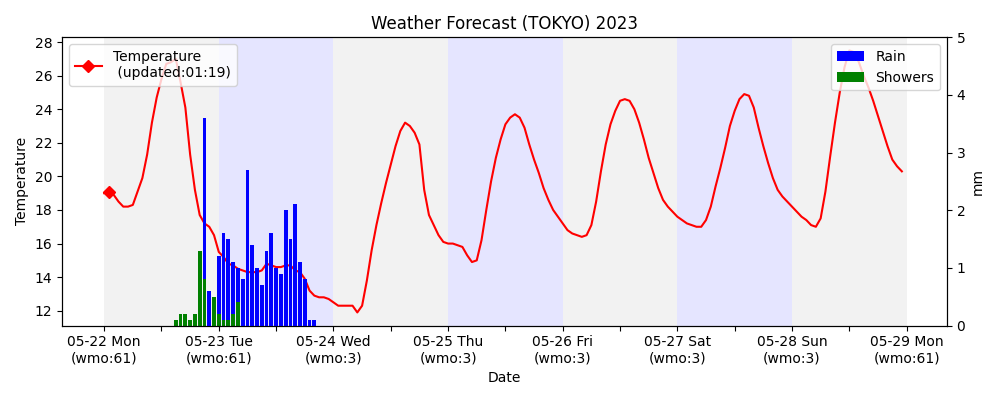 Weather Forecast (TOKYO) 2023
Temperature
(updated:01:19)
Rain
Showers
Temperature
28
26
24
22
20
18
16
14
12
5
4
3
2
1
0
mm
05-22 Mon
(wmo:61)
05-23 Tue
(wmo:61)
05-24 Wed
(wmo:3)
05-25 Thu
(wmo:3)
05-26 Fri
(wmo:3)
05-27 Sat
(wmo:3)
05-28 Sun
(wmo:3)
05-29 Mon
(wmo:61)
Date